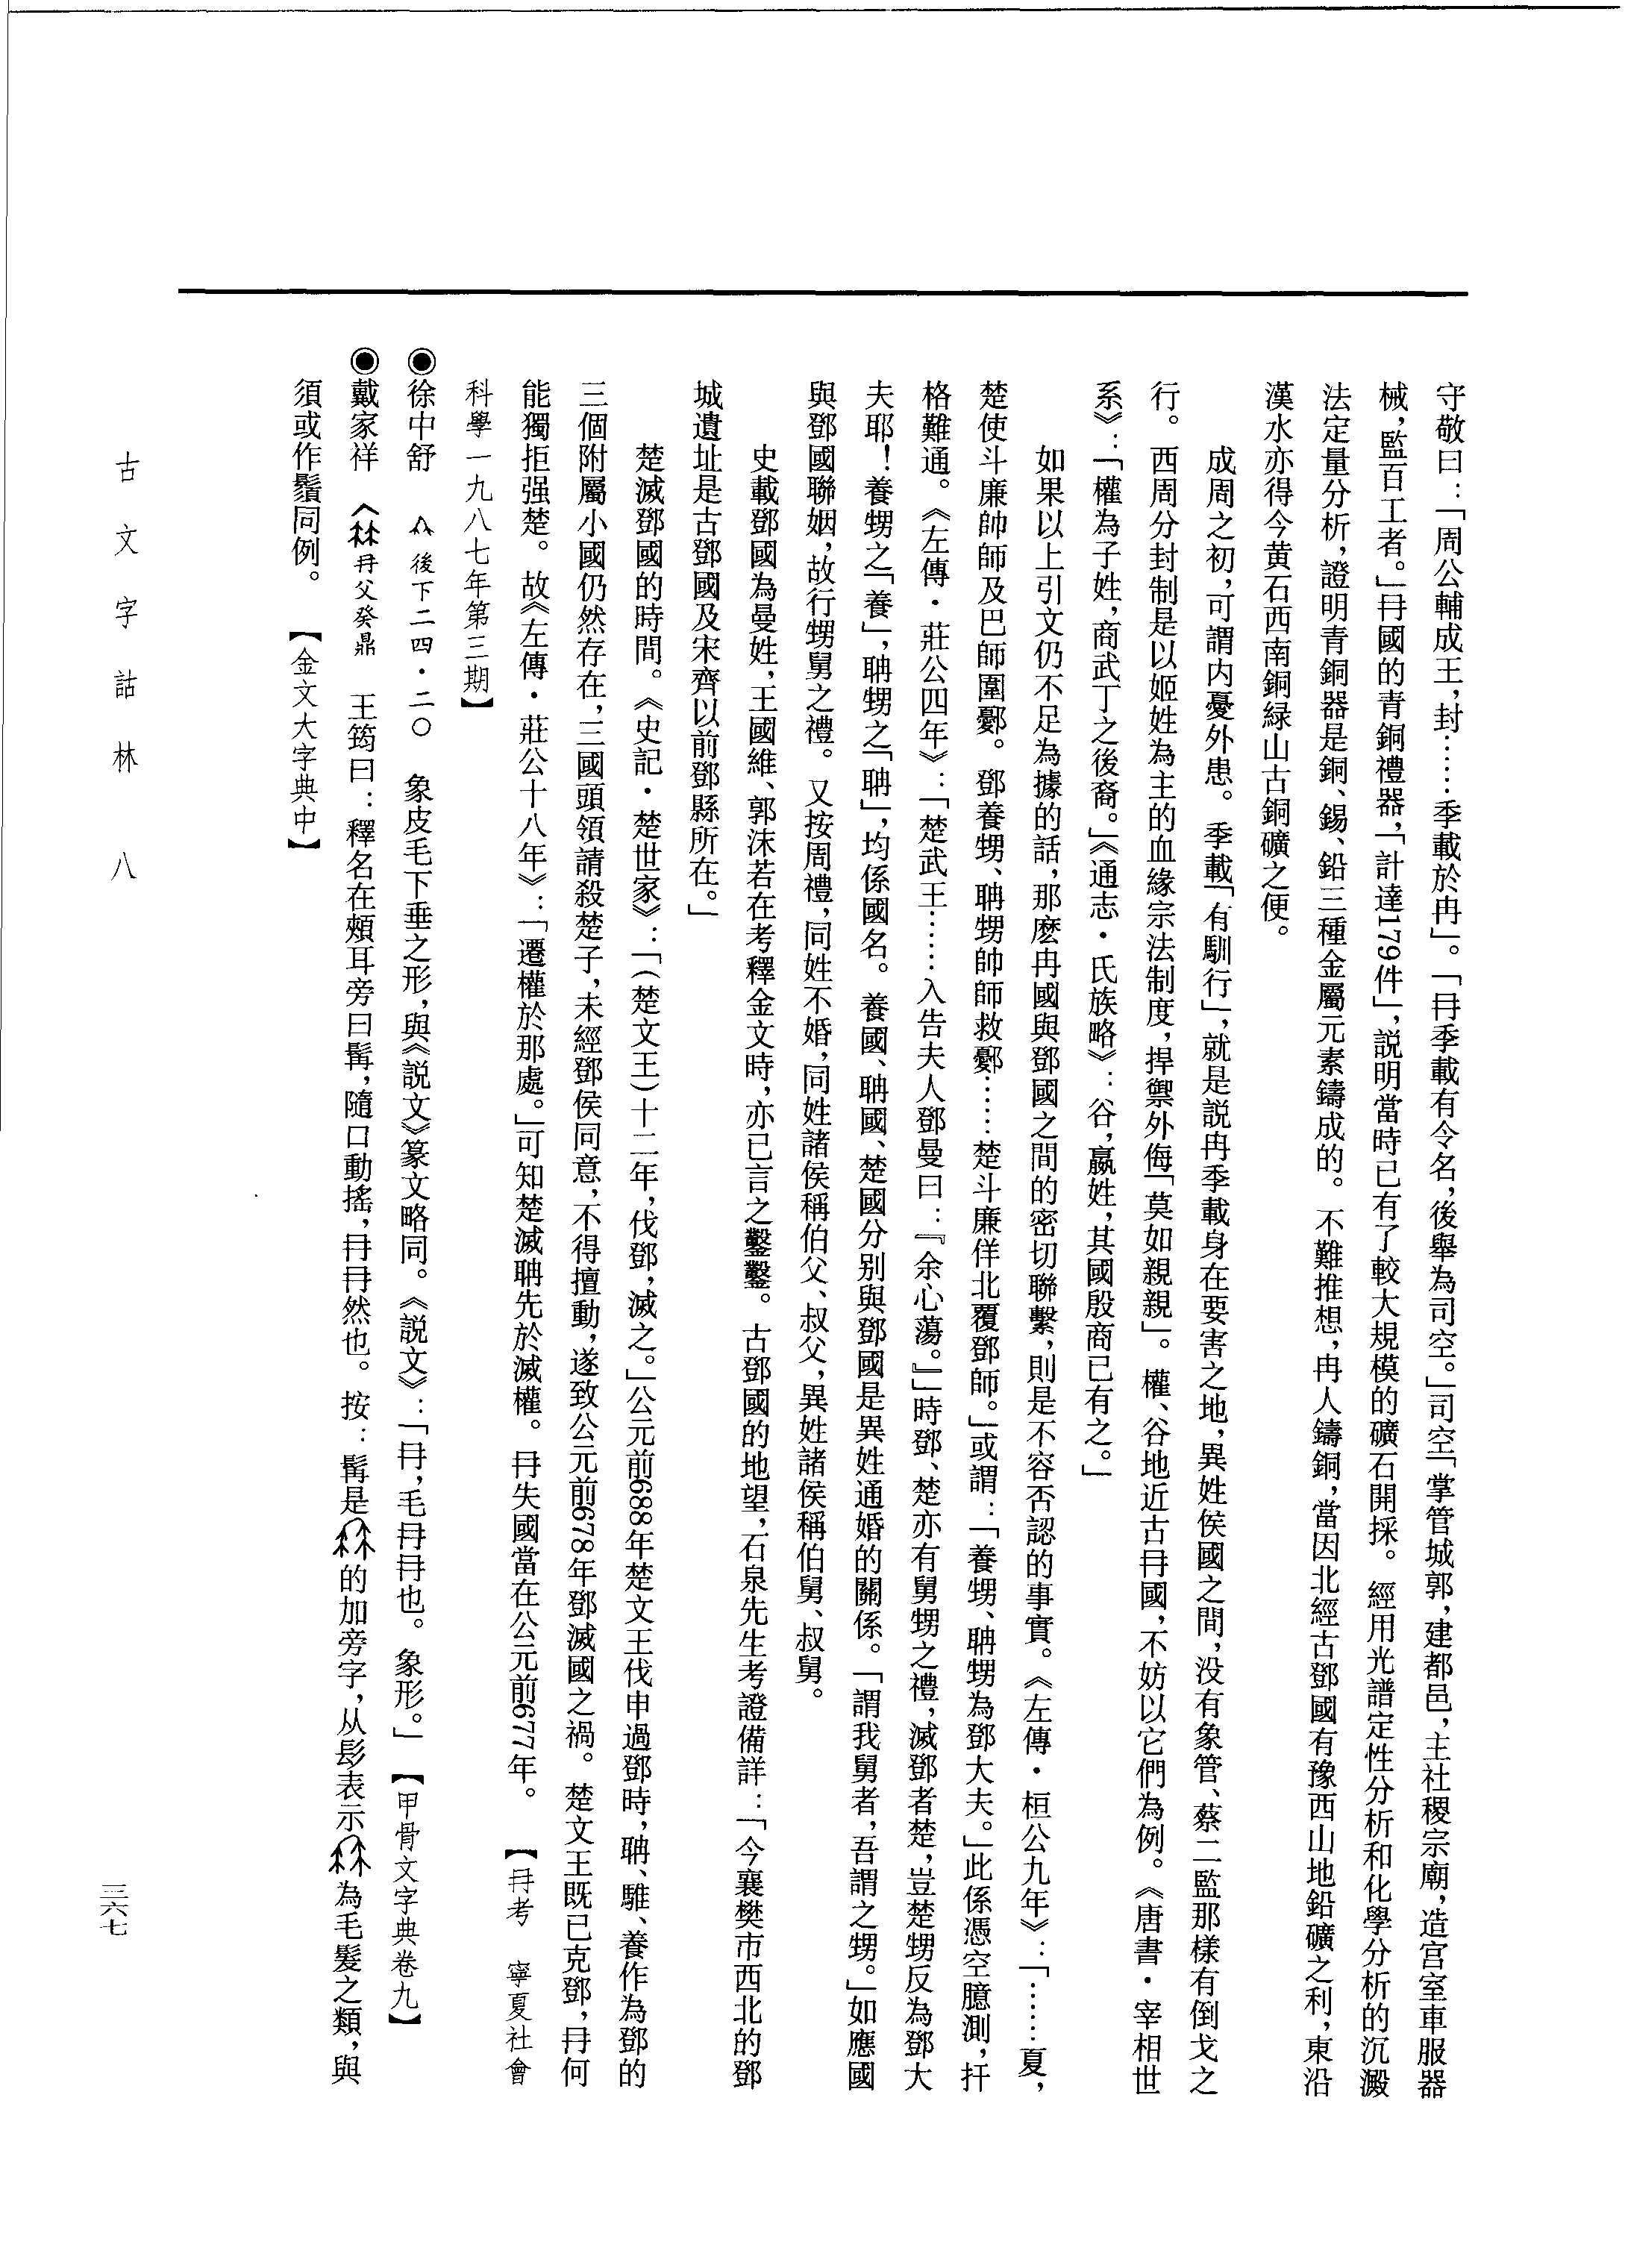 守敬曰：「周公輔成王，封……季載於冉」。「冄季載有令名，後舉為司空。」司空「掌管城郭，建都邑，主社稷宗廟，造宫室車服器
械，監百工者。」冄國的青銅禮器，「計達179件」，説明當時已有了較大規模的礦石開採。經用光譜定性分析和化學分析的沉澱
法定量分析，證明青銅器是銅、錫、鉛三種金屬元素鑄成的。不難推想，冉人鑄銅，當因北經古鄧國有豫西山地鉛礦之利，東沿
漢水亦得今黄石西南銅緑山古銅礦之便。
成周之初，可謂内憂外患。季載「有馴行」，就是説冉季載身在要害之地，異姓侯國之間，没有象管、蔡二監那樣有倒戈之
行。西周分封制是以姬姓為主的血緣宗法制度，捍禦外侮「莫如親親」。權、谷地近古冄國，不妨以它們為例。《唐書·宰相世
系》：「權為子姓，商武丁之後裔。」《通志·氏族略》：谷，嬴姓，其國殷商已有之。」
如果以上引文仍不足為據的話，那麽冉國與鄧國之間的密切聯繫，則是不容否認的事實。《左傳·桓公九年》：「……夏，
楚使斗廉帥師及巴師圍鄾。鄧養甥、聃甥帥師救鄾……楚斗廉佯北覆鄧師。」或謂：「養甥、聃甥為鄧大夫。」此係憑空臆測，扞
格難通。《左傳·莊公四年》：「楚武王……入告夫人鄧曼曰：『余心蕩。』」時鄧、楚亦有舅甥之禮，滅鄧者楚，豈楚甥反為鄧大
夫耶！養甥之「養」，聃甥之「聃」，均係國名。養國、聃國、楚國分别與鄧國是異姓通婚的關係。「謂我舅者，吾謂之甥。」如應國
與鄧國聯姻，故行甥舅之禮。又按周禮，同姓不婚，同姓諸侯稱伯父、叔父，異姓諸侯稱伯舅、叔舅。
史載鄧國為曼姓，王國維、郭沫若在考釋金文時，亦已言之鑿鑿。古鄧國的地望，石泉先生考證備詳：「今襄樊市西北的鄧
城遺址是古鄧國及宋齊以前鄧縣所在。」
楚滅鄧國的時間。《史記·楚世家》：「（楚文王）十二年，伐鄧，滅之。」公元前688年楚文王伐申過鄧時，聃、騅、養作為鄧的
三個附屬小國仍然存在，三國頭領請殺楚子，未經鄧侯同意，不得擅動，遂致公元前678年鄧滅國之禍。楚文王既已克鄧，冄何
能獨拒强楚。故《左傳·莊公十八年》：「遷權於那處。」可知楚滅聃先於滅權。冄失國當在公元前677年。【冄考　寧夏社會
科學一九八七年第三期】
◉徐中舒　後下二四·二〇　象皮毛下垂之形，與《説文》篆文略同。《説文》：「冄，毛冄冄也。象形。」【甲骨文字典卷九】
◉戴家祥　冄父癸鼎　王筠曰：釋名在頰耳旁曰髯，隨口動搖，冄冄然也。按：髯是的加旁字，从髟表示為毛髮之類，與
須或作鬚同例。【金文大字典中】
古文字詁林　八
三六七